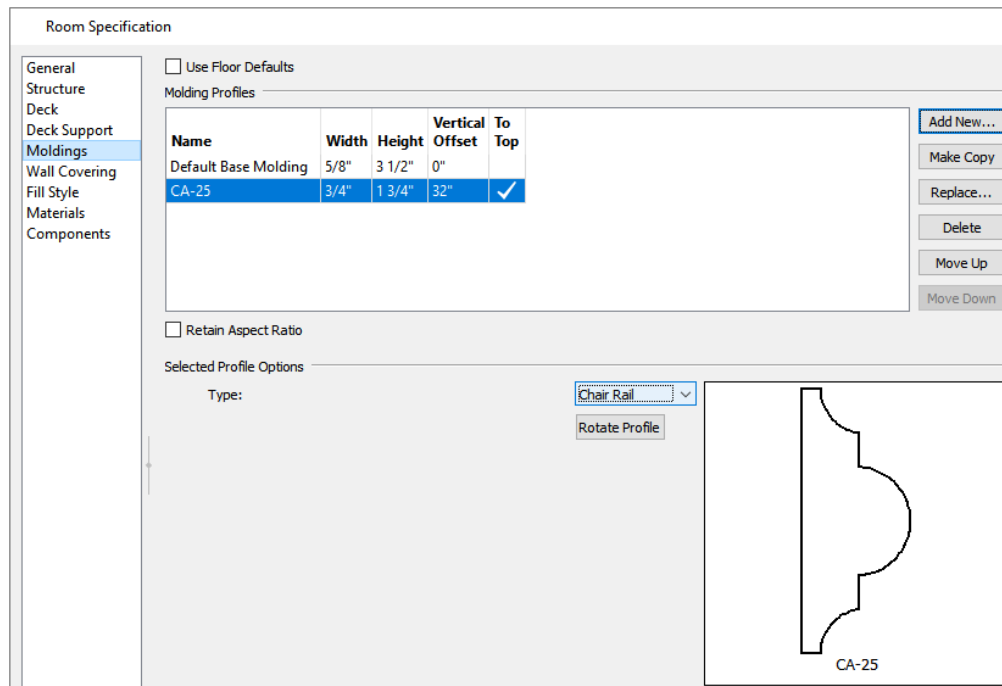 Room Specification
General
Structure
Deck
Deck Support
Moldings
Wall Covering
Fill Style
Materials
Components
Use Floor Defaults
Molding Profiles
Name Width Height Vertical Offset To Top
Default Base Molding 5/8" 3 1/2" 0"
CA-25 3/4" 1 3/4" 32"
Add New...
Make Copy
Replace...
Delete
Move Up
Move Down
Retain Aspect Ratio
Selected Profile Options
Type: Chair Rail
Rotate Profile
CA-25